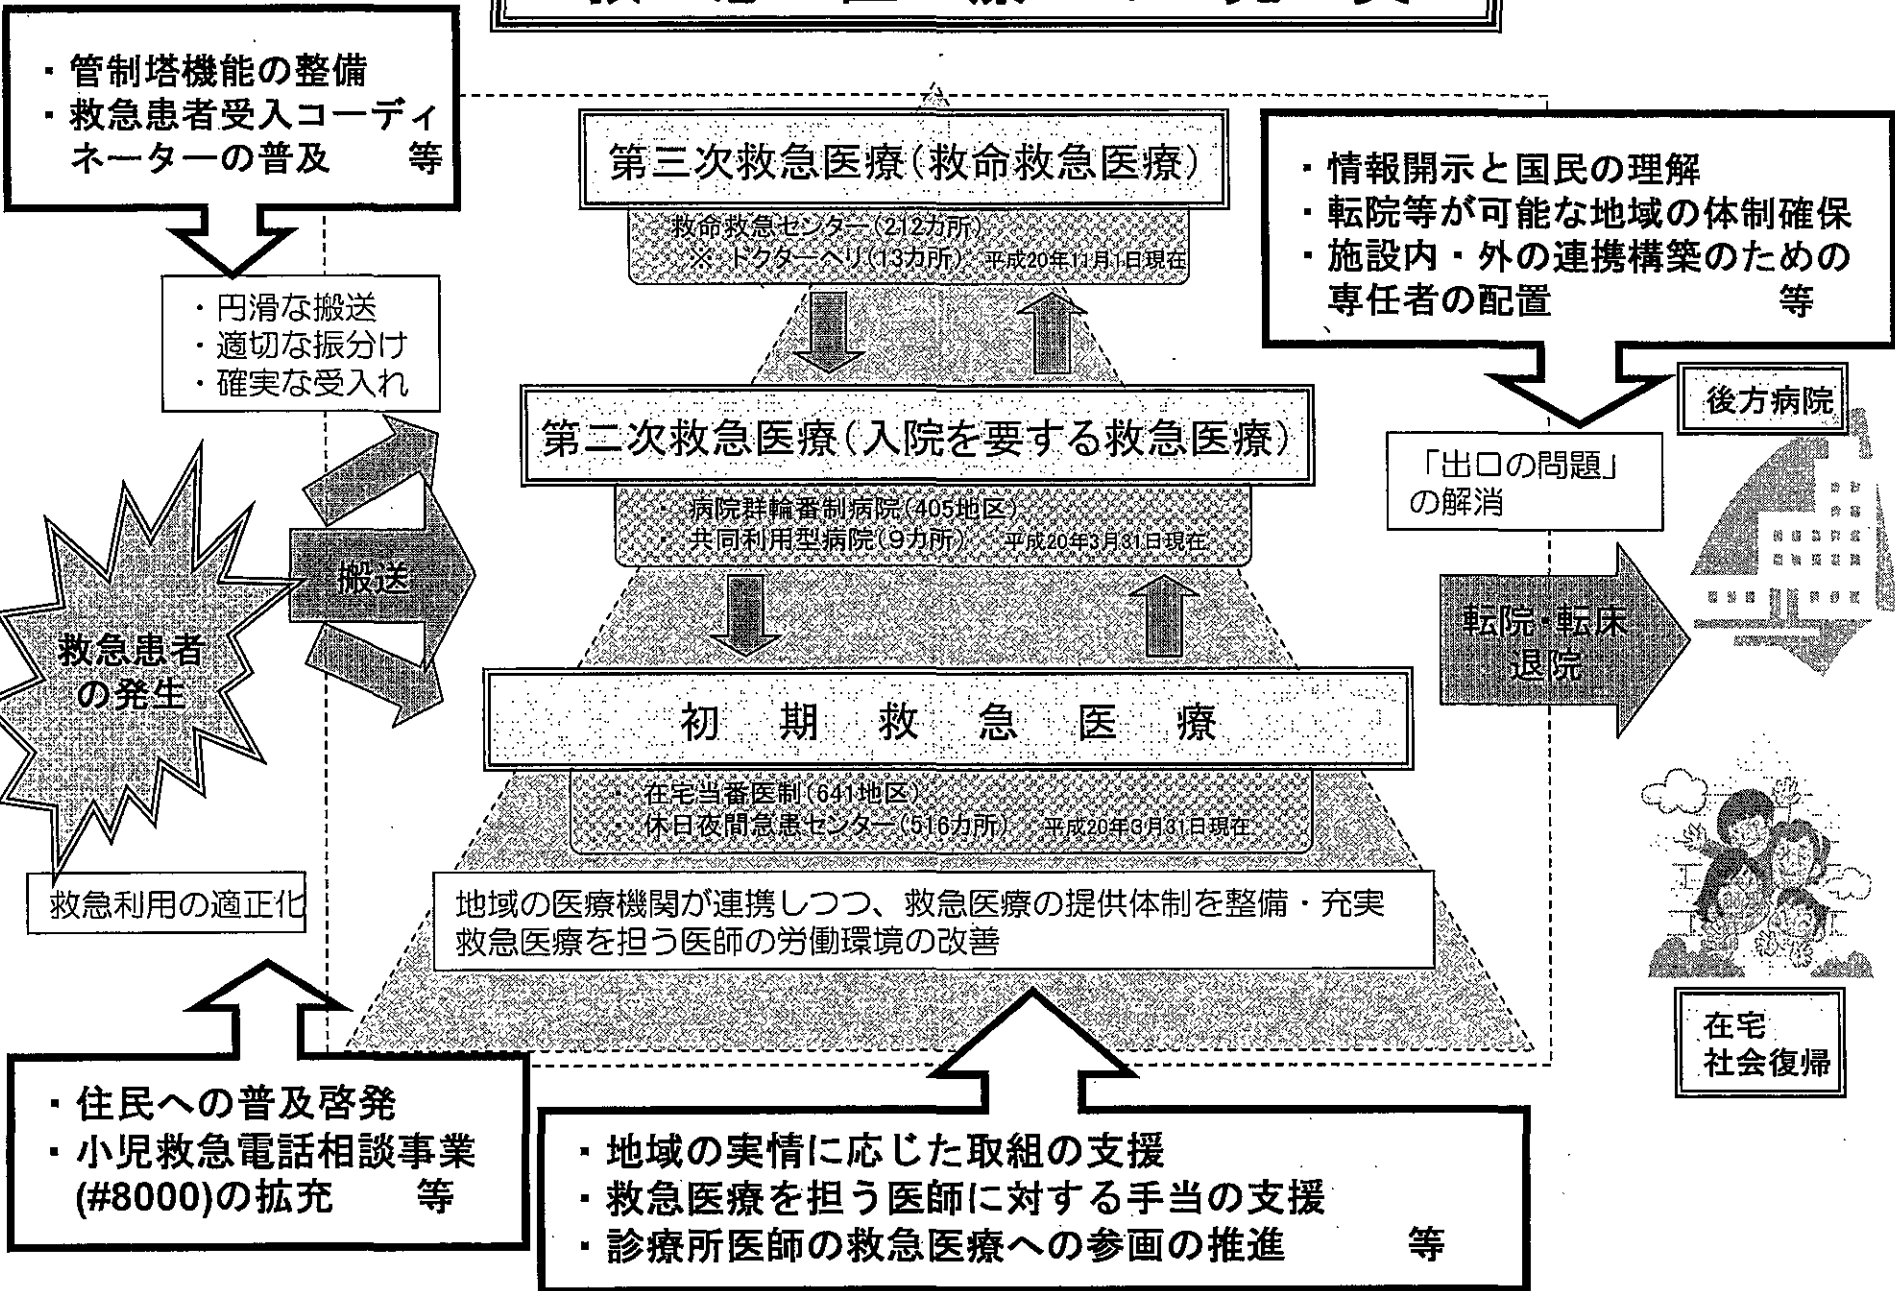 ・管制塔機能の整備
・救急患者受入コーディ
ネーターの普及 等
第三次救急医療(救命救急医療)
救命救急センター(212カ所)
※ ドクターヘリ(13カ所) 平成20年11月1日現在
・情報開示と国民の理解
・転院等が可能な地域の体制確保
・施設内・外の連携構築のための
専任者の配置 等
・円滑な搬送
・適切な振分け
・確実な受入れ
後方病院
第二次救急医療(入院を要する救急医療)
・病院群輪番制病院(405地区)
・共同利用型病院(9カ所) 平成20年3月31日現在
「出口の問題」
の解消
搬送
救急患者
の発生
転院・転床
退院
初期救急医療
・在宅当番医制(641地区)
・休日夜間急患センター(516カ所) 平成20年3月31日現在
救急利用の適正化
地域の医療機関が連携しつつ、救急医療の提供体制を整備・充実
救急医療を担う医師の労働環境の改善
在宅
社会復帰
・住民への普及啓発
・小児救急電話相談事業
(#8000)の拡充 等
・地域の実情に応じた取組の支援
・救急医療を担う医師に対する手当の支援
・診療所医師の救急医療への参画の推進 等